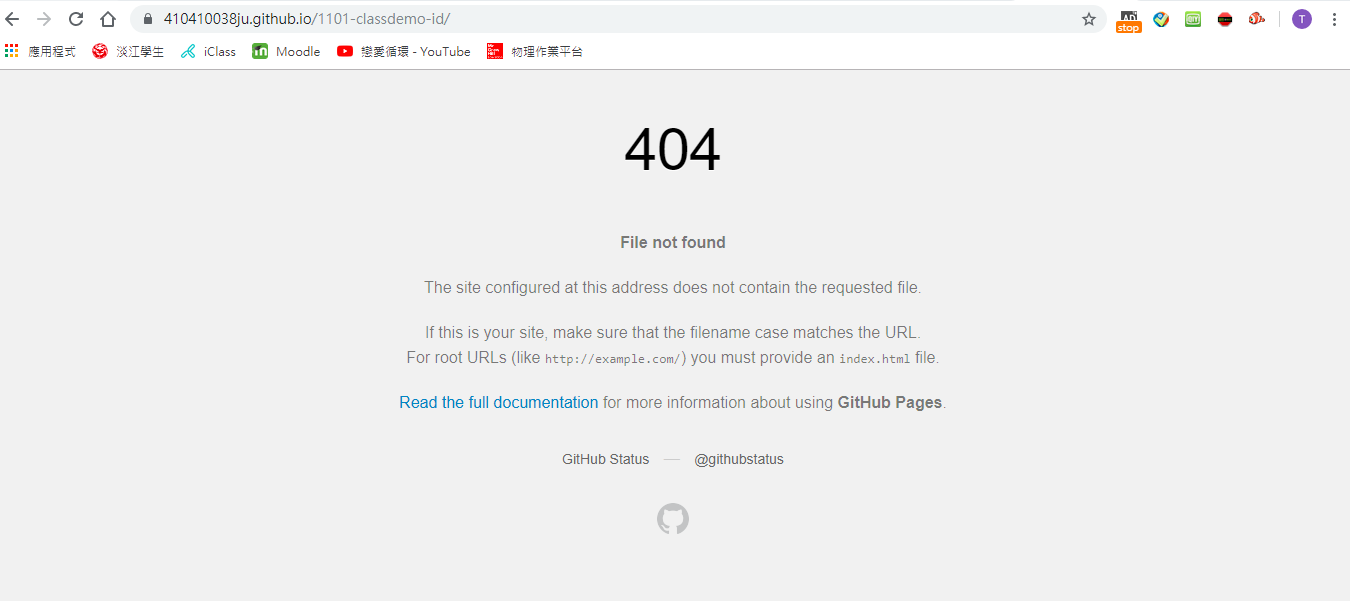 410410038ju.github.io/1101-classdemo-id/
AD
stop
T
應用程式
淡江學生
iClass
m
Moodle
戀愛循環 - YouTube
物理作業平台
404
File not found
The site configured at this address does not contain the requested file.
If this is your site, make sure that the filename case matches the URL.
For root URLs (like http://example.com/) you must provide an index.html file.
Read the full documentation for more information about using GitHub Pages.
GitHub Status — @githubstatus